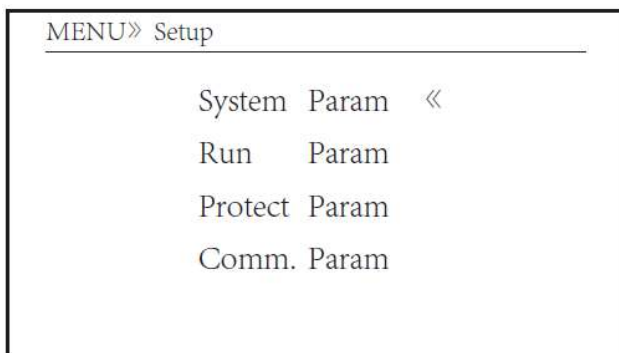 MENU» Setup
System Param «
Run Param
Protect Param
Comm. Param